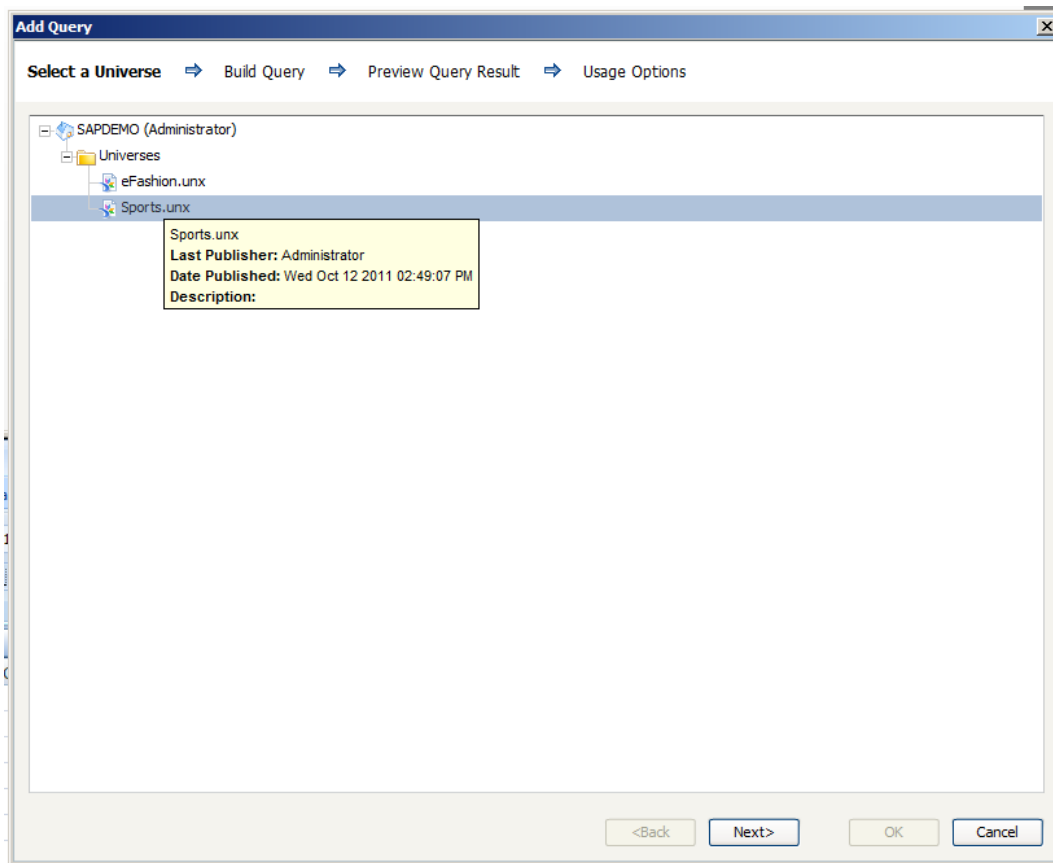 Add Query
Select a Universe Build Query Preview Query Result Usage Options
SAPDEMO (Administrator)
Universes
eFashion.unx
Sports.unx
Sports.unx
Last Publisher: Administrator
Date Published: Wed Oct 12 2011 02:49:07 PM
Description:
<Back Next> OK Cancel